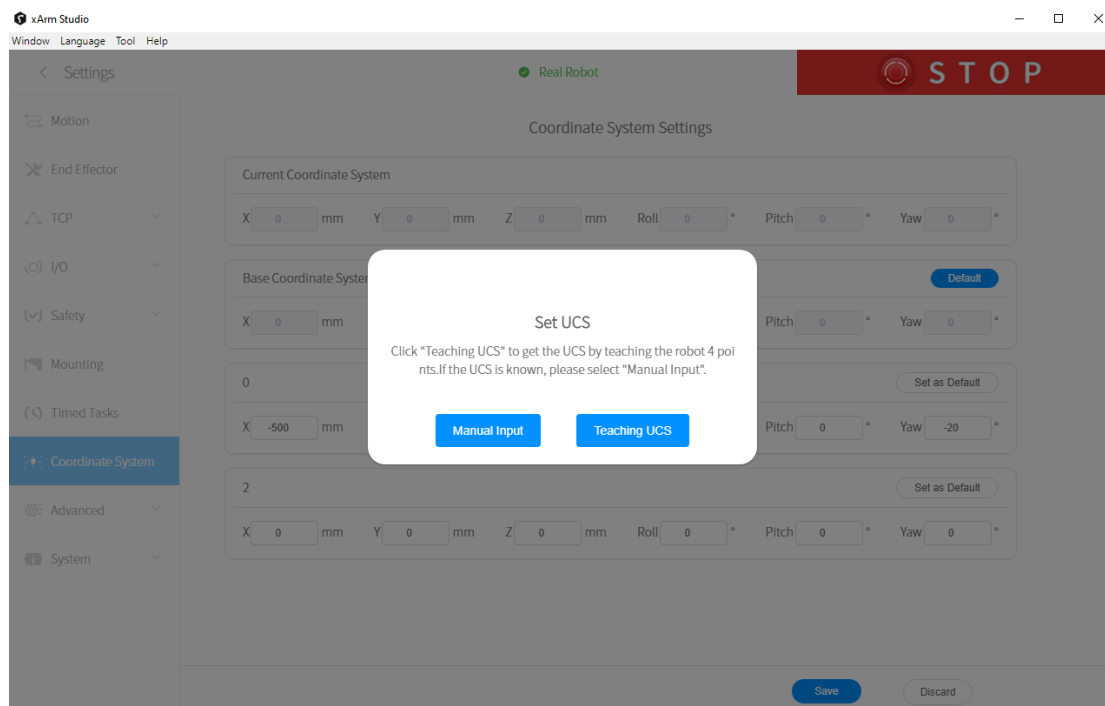 xArm Studio
Window Language Tool Help
Settings
Real Robot
STOP
Motion
End Effector
TCP
I/O
Safety
Mounting
Timed Tasks
Coordinate System
Advanced
System
Coordinate System Settings
Current Coordinate System
X 0 mm Y 0 mm Z 0 mm Roll 0 ° Pitch 0 ° Yaw 0 °
Base Coordinate System Default
X 0 mm Pitch 0 ° Yaw 0 °
0 Set as Default
X -500 mm Pitch 0 ° Yaw -20 °
2 Set as Default
X 0 mm Y 0 mm Z 0 mm Roll 0 ° Pitch 0 ° Yaw 0 °
Set UCS
Click "Teaching UCS" to get the UCS by teaching the robot 4 poi
nts.If the UCS is known, please select "Manual Input".
Manual Input Teaching UCS
Save Discard